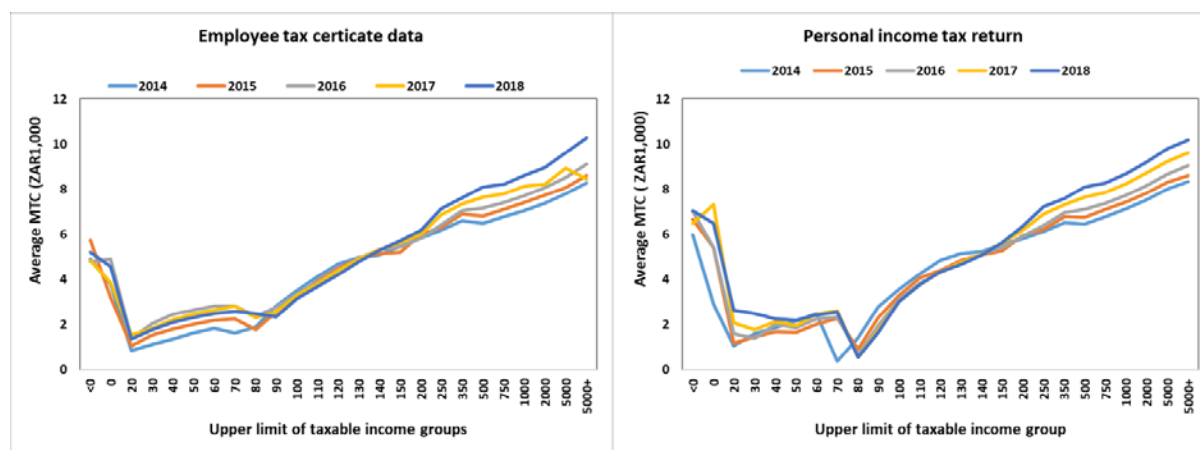 Employee tax certicate data
2014 2015 2016 2017 2018
Average MTC (ZAR1,000
12
10
8
6
4
2
0
<0 0 20 30 40 50 60 70 80 90 100 110 120 130 140 150 200 250 350 500 750 1000 2000 5000 5000+
Upper limit of taxable income groups
Personal income tax return
2014 2015 2016 2017 2018
Average MTC ( ZAR1,000)
12
10
8
6
4
2
0
<0 0 20 30 40 50 60 70 80 90 100 110 120 130 140 150 200 250 350 500 750 1000 2000 5000 5000+
Upper limit of taxable income group